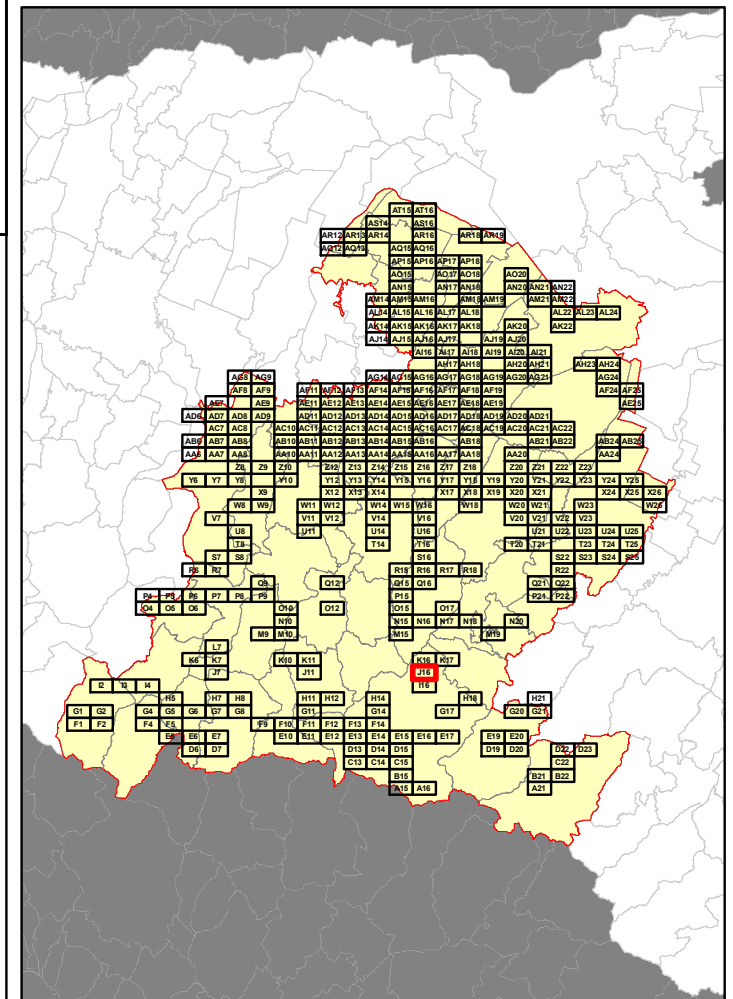 AT15 AT16
AS14 AS16
AR12 AR13 AR14 AR16 AR18 AR19
AQ12 AQ13 AQ15 AQ16
AP15 AP16 AP17 AP18
AO15 AO17 AO18 AO20
AN15 AN17 AN18 AN20 AN21 AN22
AM14 AM15 AM16 AM18 AM19 AM21 AM22
AL14 AL15 AL16 AL17 AL18 AL22 AL23 AL24
AK14 AK15 AK16 AK17 AK18 AK20 AK22
AJ14 AJ15 AJ16 AJ17 AJ19 AJ20
AI16 AI17 AI18 AI19 AI20 AI21
AH17 AH18 AH20 AH21 AH23 AH24
AG8 AG9 AG14 AG15 AG16 AG17 AG18 AG19 AG20 AG21 AG24
AF8 AF9 AF11 AF12 AF13 AF14 AF15 AF16 AF17 AF18 AF19 AF24 AF25
AE7 AE9 AE11 AE12 AE13 AE14 AE15 AE16 AE17 AE18 AE19 AE25
AD6 AD7 AD8 AD9 AD11 AD12 AD13 AD14 AD15 AD16 AD17 AD18 AD19 AD20 AD21
AC7 AC8 AC10 AC11 AC12 AC13 AC14 AC15 AC16 AC17 AC18 AC19 AC20 AC21 AC22
AB6 AB7 AB8 AB10 AB11 AB12 AB13 AB14 AB15 AB16 AB18 AB21 AB22 AB24 AB25
AA6 AA7 AA8 AA10 AA11 AA12 AA13 AA14 AA15 AA16 AA17 AA18 AA20 AA24
Z8 Z9 Z10 Z12 Z13 Z14 Z15 Z16 Z17 Z18 Z20 Z21 Z22 Z23
Y6 Y7 Y8 Y10 Y12 Y13 Y14 Y15 Y16 Y17 Y18 Y19 Y20 Y21 Y22 Y23 Y24 Y25
X9 X12 X13 X14 X17 X18 X19 X20 X21 X24 X25 X26
W8 W9 W11 W12 W14 W15 W16 W18 W20 W21 W23 W26
V7 V11 V12 V14 V16 V20 V21 V22 V23
U8 U11 U14 U16 U21 U22 U23 U24 U25
T8 T14 T16 T20 T21 T23 T24 T25
S7 S8 S16 S22 S23 S24 S25
R6 R7 R15 R16 R17 R18 R22
Q9 Q12 Q15 Q16 Q21 Q22
P4 P5 P6 P7 P8 P9 P15 P21 P22
O4 O5 O6 O10 O12 O15 O17
N10 N15 N16 N17 N18 N20
M9 M10 M15 M19
L7
K6 K7 K10 K11 K16 K17
J7 J11 J16
I2 I3 I4 I16
H5 H7 H8 H11 H12 H14 H18 H21
G1 G2 G4 G5 G6 G7 G8 G11 G14 G17 G20 G21
F1 F2 F4 F5 F9 F10 F11 F12 F13 F14
E5 E6 E7 E10 E11 E12 E13 E14 E15 E16 E17 E19 E20
D6 D7 D13 D14 D15 D19 D20 D22 D23
C13 C14 C15 C22
B15 B21 B22
A15 A16 A21